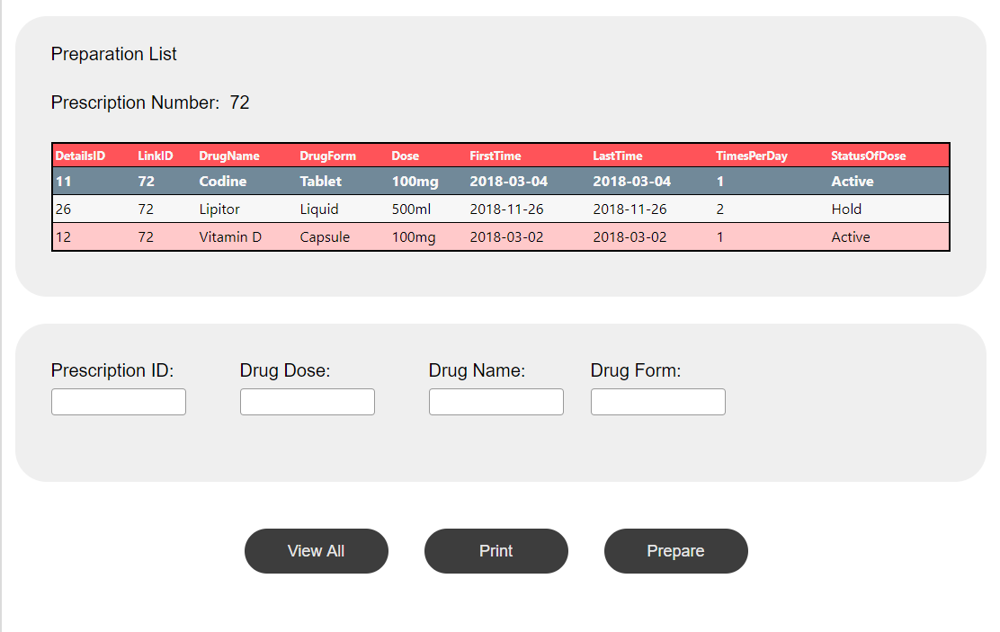 Preparation List
Prescription Number: 72
DetailsID LinkID DrugName DrugForm Dose FirstTime LastTime TimesPerDay StatusOfDose
11 72 Codine Tablet 100mg 2018-03-04 2018-03-04 1 Active
26 72 Lipitor Liquid 500ml 2018-11-26 2018-11-26 2 Hold
12 72 Vitamin D Capsule 100mg 2018-03-02 2018-03-02 1 Active
Prescription ID: Drug Dose: Drug Name: Drug Form:
View All Print Prepare